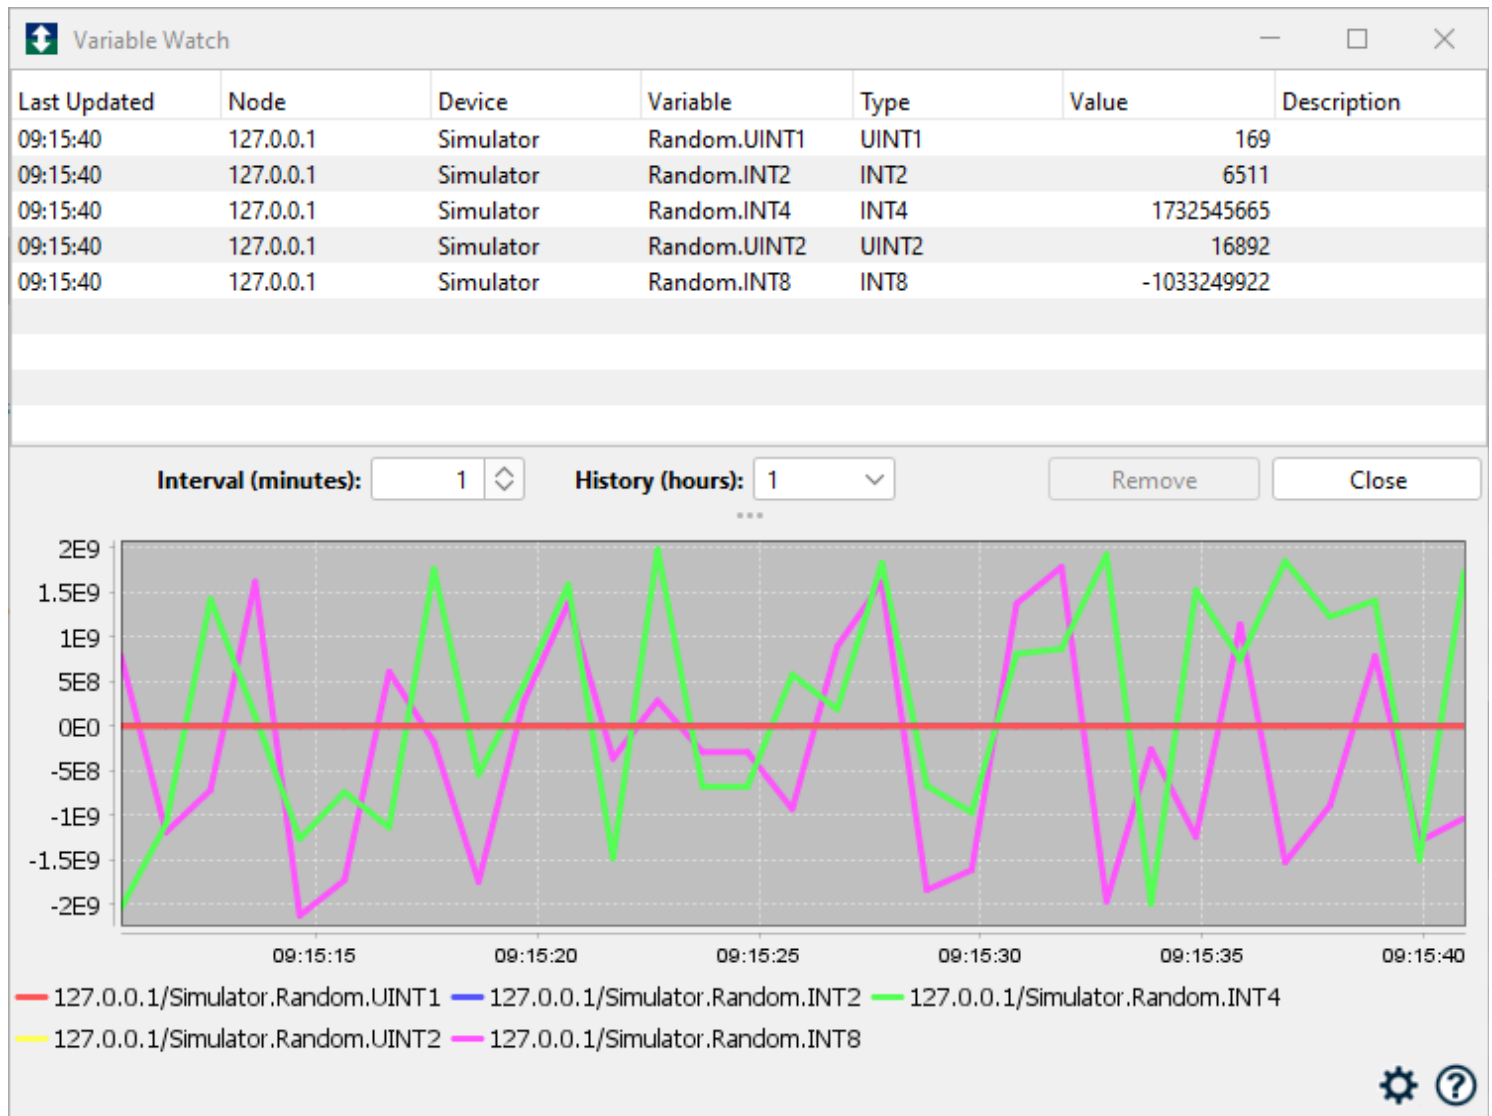 Variable Watch
Last Updated Node Device Variable Type Value Description
09:15:40 127.0.0.1 Simulator Random.UINT1 UINT1 169
09:15:40 127.0.0.1 Simulator Random.INT2 INT2 6511
09:15:40 127.0.0.1 Simulator Random.INT4 INT4 1732545665
09:15:40 127.0.0.1 Simulator Random.UINT2 UINT2 16892
09:15:40 127.0.0.1 Simulator Random.INT8 INT8 -1033249922
Interval (minutes): 1 History (hours): 1 Remove Close
2E9
1.5E9
1E9
5E8
0E0
-5E8
-1E9
-1.5E9
-2E9
09:15:15 09:15:20 09:15:25 09:15:30 09:15:35 09:15:40
127.0.0.1/Simulator.Random.UINT1 127.0.0.1/Simulator.Random.INT2 127.0.0.1/Simulator.Random.INT4
127.0.0.1/Simulator.Random.UINT2 127.0.0.1/Simulator.Random.INT8